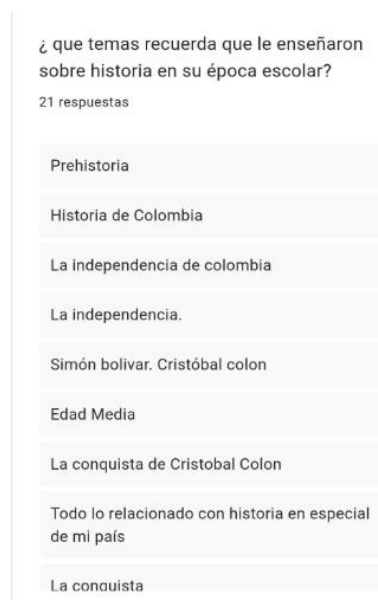 ¿ que temas recuerda que le enseñaron
sobre historia en su época escolar?
21 respuestas
Prehistoria
Historia de Colombia
La independencia de colombia
La independencia.
Simón bolivar. Cristóbal colon
Edad Media
La conquista de Cristobal Colon
Todo lo relacionado con historia en especial
de mi país
La conquista